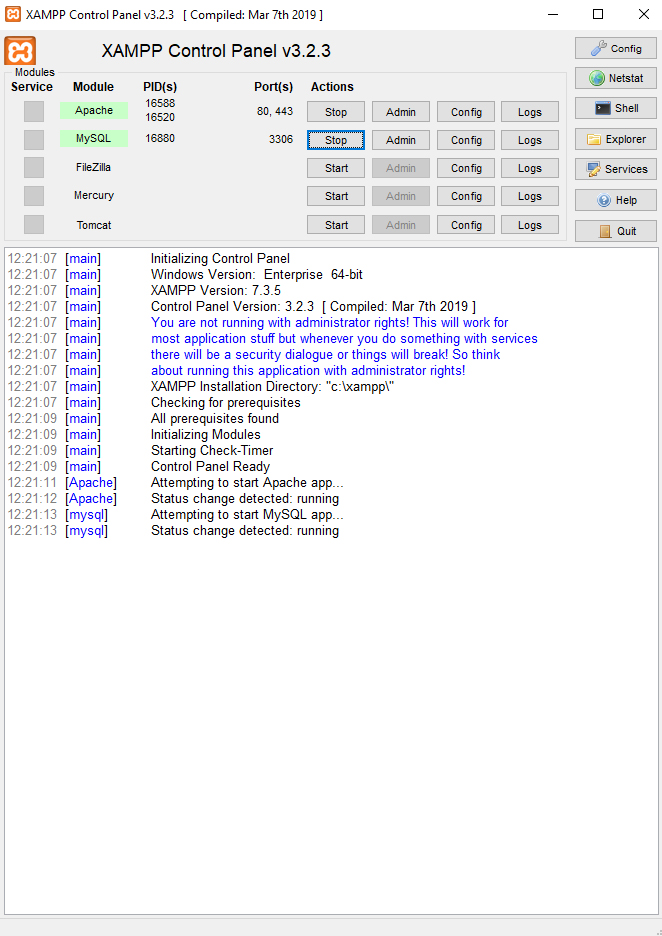 XAMPP Control Panel v3.2.3 [ Compiled: Mar 7th 2019 ]
XAMPP Control Panel v3.2.3
Config
Modules
Service Module PID(s) Port(s) Actions
Netstat
Apache 16588 16520 80, 443 Stop Admin Config Logs
Shell
MySQL 16880 3306 Stop Admin Config Logs
Explorer
FileZilla Start Admin Config Logs
Services
Mercury Start Admin Config Logs
Help
Tomcat Start Admin Config Logs
Quit
12:21:07 [main] Initializing Control Panel
12:21:07 [main] Windows Version: Enterprise 64-bit
12:21:07 [main] XAMPP Version: 7.3.5
12:21:07 [main] Control Panel Version: 3.2.3 [ Compiled: Mar 7th 2019 ]
12:21:07 [main] You are not running with administrator rights! This will work for
12:21:07 [main] most application stuff but whenever you do something with services
12:21:07 [main] there will be a security dialogue or things will break! So think
12:21:07 [main] about running this application with administrator rights!
12:21:07 [main] XAMPP Installation Directory: "c:\xampp\"
12:21:07 [main] Checking for prerequisites
12:21:09 [main] All prerequisites found
12:21:09 [main] Initializing Modules
12:21:09 [main] Starting Check-Timer
12:21:09 [main] Control Panel Ready
12:21:11 [Apache] Attempting to start Apache app...
12:21:12 [Apache] Status change detected: running
12:21:13 [mysql] Attempting to start MySQL app...
12:21:13 [mysql] Status change detected: running